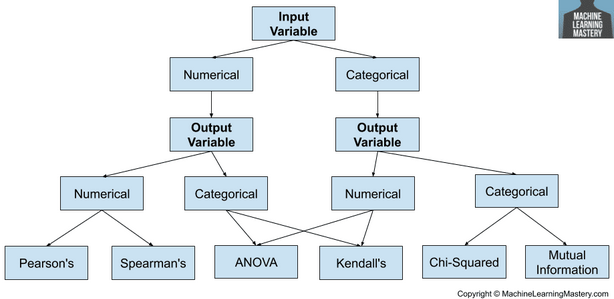 Input
Variable
MACHINE
LEARNING
MASTERY
Numerical
Categorical
Output
Variable
Output
Variable
Numerical
Categorical
Numerical
Categorical
Pearson's
Spearman's
ANOVA
Kendall's
Chi-Squared
Mutual
Information
Copyright © MachineLearningMastery.com